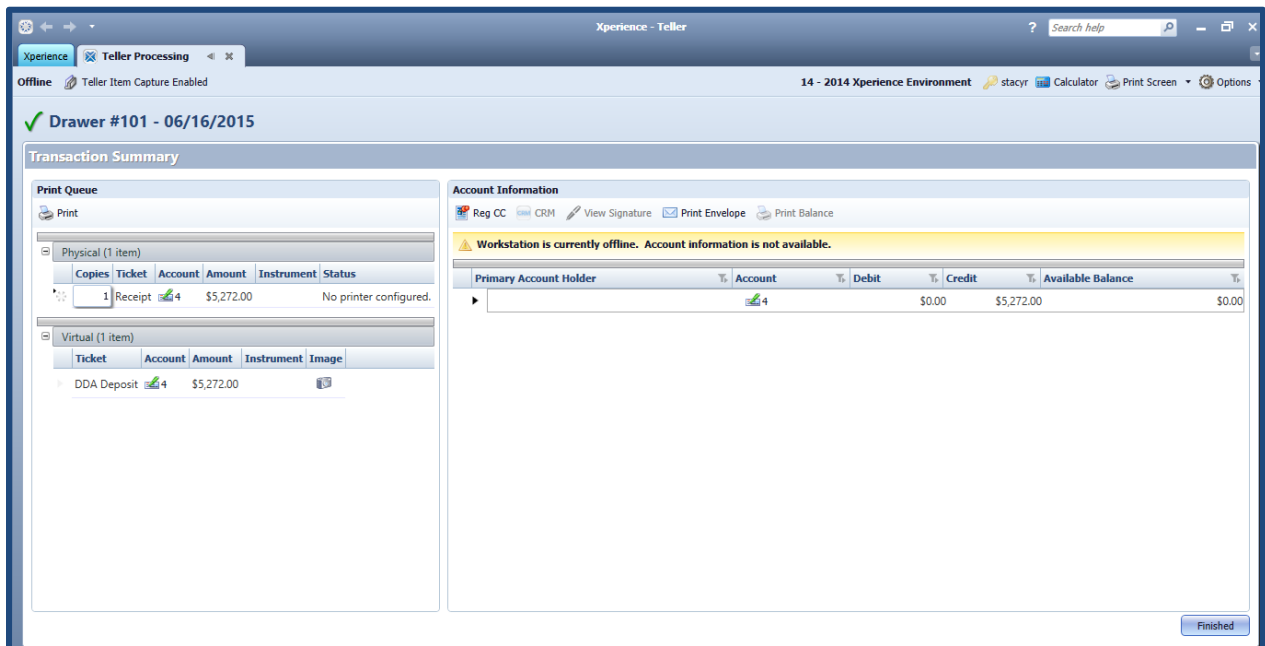 Xperience - Teller
? Search help
Xperience Teller Processing
Offline Teller Item Capture Enabled 14 - 2014 Xperience Environment stacyr Calculator Print Screen Options
Drawer #101 - 06/16/2015
Transaction Summary
Print Queue
Print
Physical (1 item)
Copies Ticket Account Amount Instrument Status
1 Receipt 4 $5,272.00 No printer configured.
Virtual (1 item)
Ticket Account Amount Instrument Image
DDA Deposit 4 $5,272.00
Account Information
Reg CC CRM View Signature Print Envelope Print Balance
Workstation is currently offline. Account information is not available.
Primary Account Holder Account Debit Credit Available Balance
4 $0.00 $5,272.00 $0.00
Finished